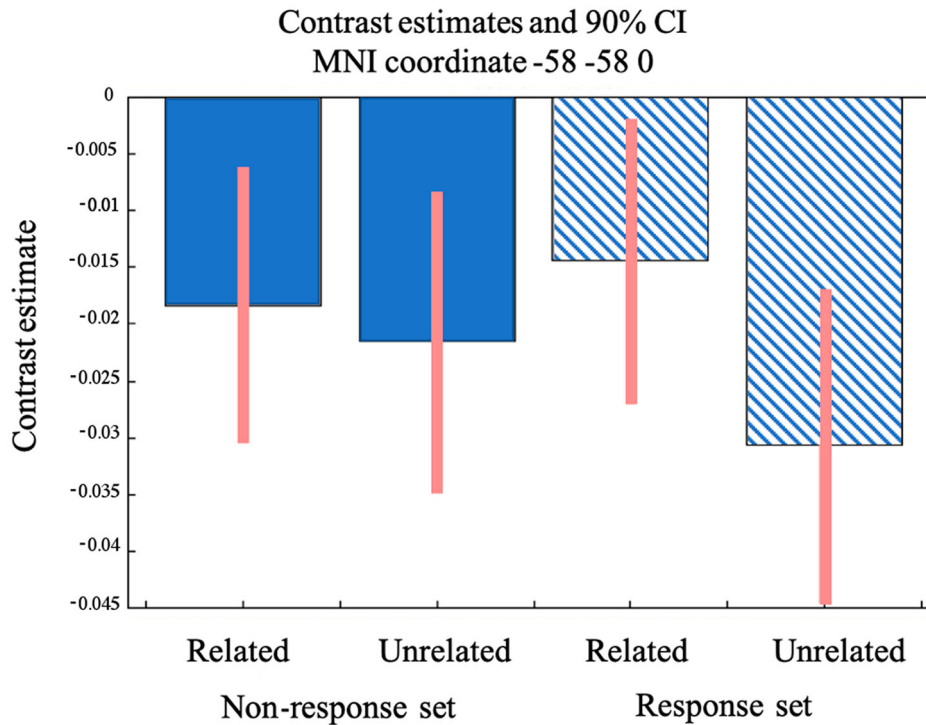 Contrast estimates and 90% CI
MNI coordinate -58 -58 0
Contrast estimate
0
-0.005
-0.01
-0.015
-0.02
-0.025
-0.03
-0.035
-0.04
-0.045
Related Unrelated Related Unrelated
Non-response set Response set